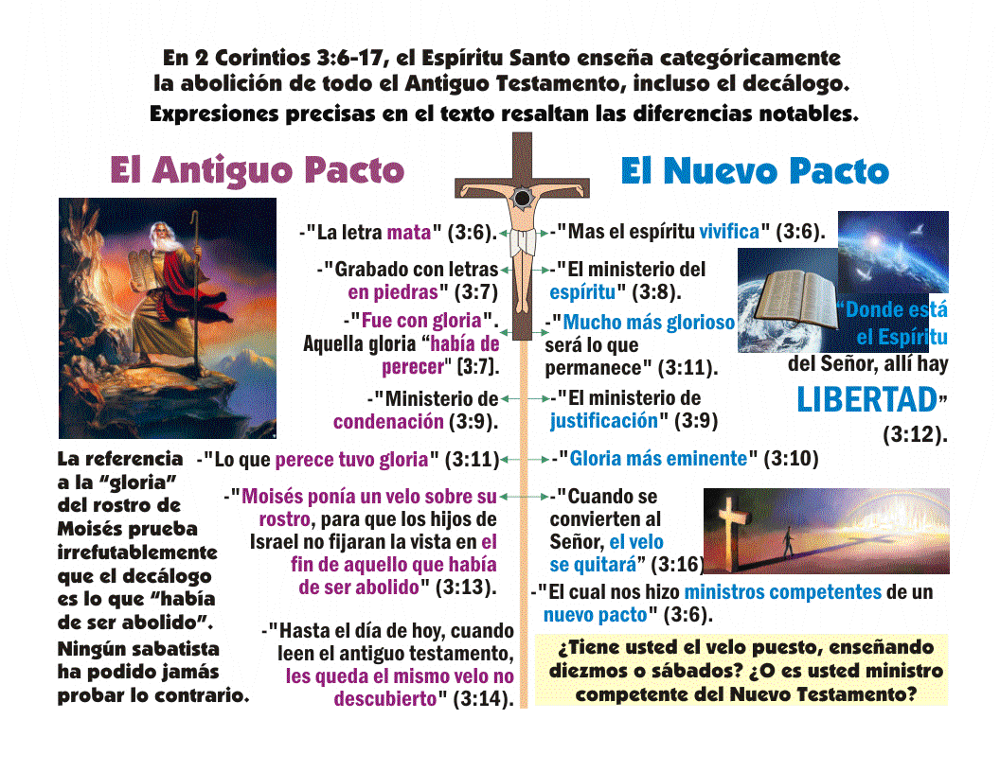 En 2 Corintios 3:6-17, el Espíritu Santo enseña categóricamente
la abolición de todo el Antiguo Testamento, incluso el decálogo.
Expresiones precisas en el texto resaltan las diferencias notables.
El Antiguo Pacto
-"La letra mata" (3:6).
-"Grabado con letras
en piedras" (3:7)
-"Fue con gloria".
Aquella gloria “había de
perecer" [3:7].
-"Ministerio de
condenación (3:9).
-"Lo que perece tuvo gloria" (3:11)
-"Moisés ponía un velo sobre su
rostro, para que los hijos de
Israel no fijaran la vista en el
fin de aquello que había
de ser abolido" (3:13).
-"Hasta el día de hoy, cuando
leen el antiguo testamento,
les queda el mismo velo no
descubierto" (3:14).
La referencia
a la “gloria”
del rostro de
Moisés prueba
irrefutablemente
que el decálogo
es lo que “había
de ser abolido”.
Ningún sabatista
ha podido jamás
probar lo contrario.
El Nuevo Pacto
-"Mas el espíritu vivifica" (3:6).
-"El ministerio del
espíritu" (3:8).
-"Mucho más glorioso
será lo que
permanece" (3:11).
-"El ministerio de
justificación" (3:9)
-"Gloria más eminente" (3:10)
-"Cuando se
convierten al
Señor, el velo
se quitará” (3:16)
-"El cual nos hizo ministros competentes de un
nuevo pacto" (3:6).
“Donde está
el Espíritu
del Señor, allí hay
LIBERTAD”
(3:12).
¿Tiene usted el velo puesto, enseñando
diezmos o sábados? ¿O es usted ministro
competente del Nuevo Testamento?